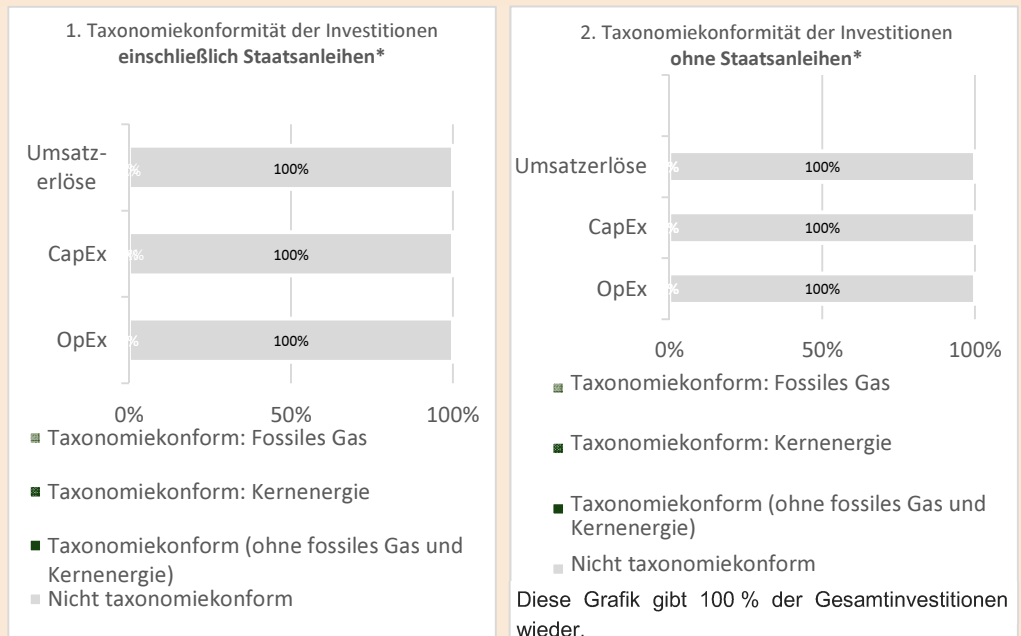 1. Taxonomiekonformität der Investitionen
einschließlich Staatsanleihen*
Umsatz-
erlöse
100%
CapEx
100%
OpEx
100%
0%
50%
100%
Taxonomiekonform: Fossiles Gas
Taxonomiekonform: Kernenergie
Taxonomiekonform (ohne fossiles Gas und
Kernenergie)
Nicht taxonomiekonform
2. Taxonomiekonformität der Investitionen
ohne Staatsanleihen*
Umsatzerlöse
100%
CapEx
100%
OpEx
100%
0%
50%
100%
Taxonomiekonform: Fossiles Gas
Taxonomiekonform: Kernenergie
Taxonomiekonform (ohne fossiles Gas und
Kernenergie)
Nicht taxonomiekonform
Diese Grafik gibt 100 % der Gesamtinvestitionen
wieder.